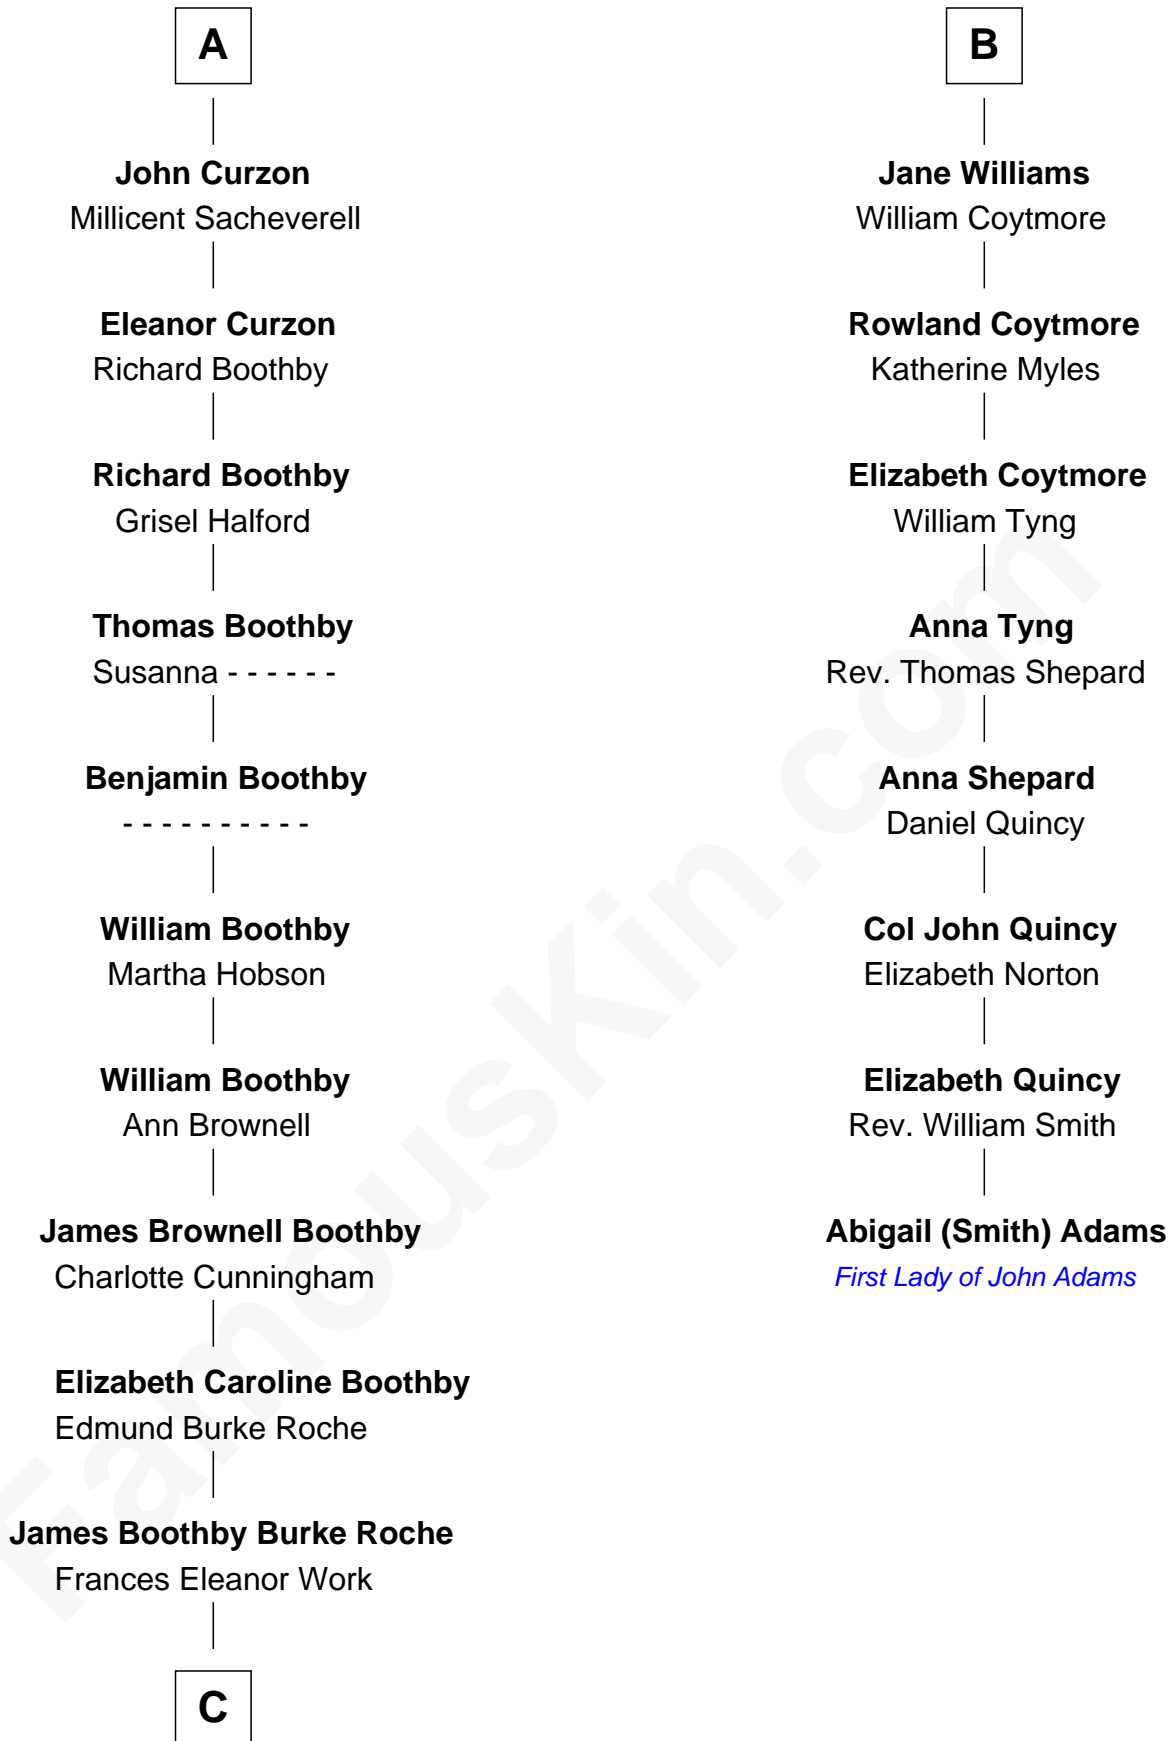 A
John Curzon
Millicent Sacheverell
Eleanor Curzon
Richard Boothby
Richard Boothby
Grisel Halford
Thomas Boothby
Susanna - - - - - -
Benjamin Boothby
- - - - - - - - - -
William Boothby
Martha Hobson
William Boothby
Ann Brownell
James Brownell Boothby
Charlotte Cunningham
Elizabeth Caroline Boothby
Edmund Burke Roche
James Boothby Burke Roche
Frances Eleanor Work
C
B
Jane Williams
William Coytmore
Rowland Coytmore
Katherine Myles
Elizabeth Coytmore
William Tyng
Anna Tyng
Rev. Thomas Shepard
Anna Shepard
Daniel Quincy
Col John Quincy
Elizabeth Norton
Elizabeth Quincy
Rev. William Smith
Abigail (Smith) Adams
First Lady of John Adams
FamousKin.com